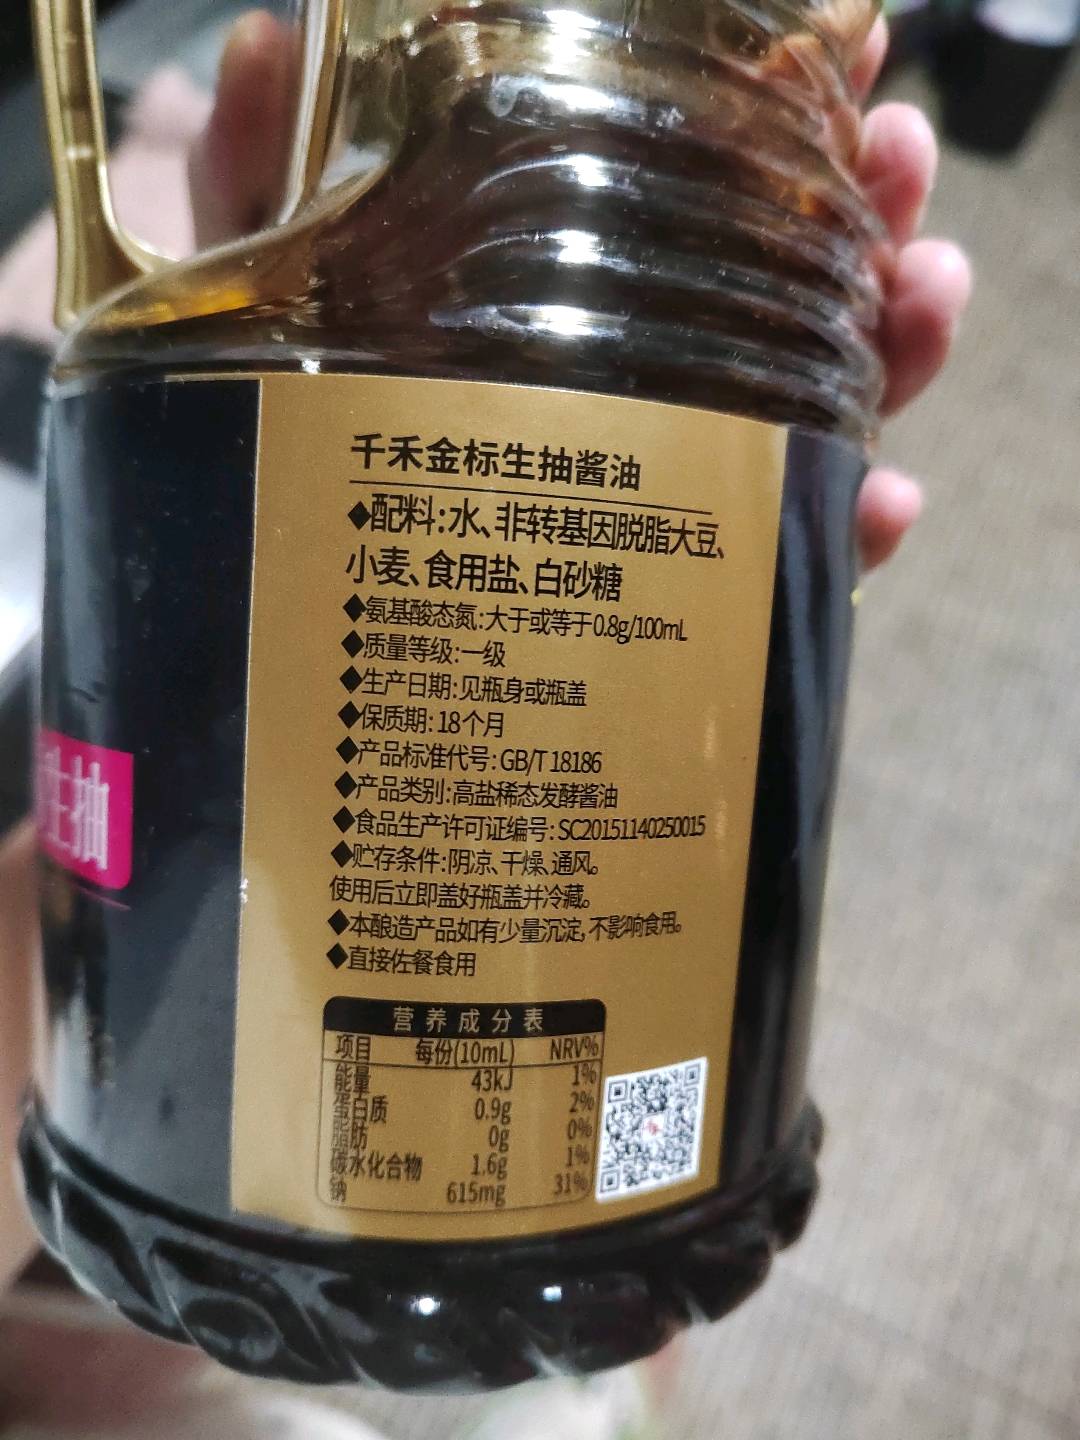 千禾金标生抽酱油
◆配料:水、非转基因脱脂大豆、
小麦、食用盐、白砂糖
◆氨基酸态氮:大于或等于0.8g/100mL
◆质量等级:一级
◆生产日期:见瓶身或瓶盖
◆保质期:18个月
◆产品标准代号:GB/T 18186
◆产品类别:高盐稀态发酵酱油
◆食品生产许可证编号:SC20151140250015
◆贮存条件:阴凉、干燥、通风。
使用后立即盖好瓶盖并冷藏。
◆本酿造产品如有少量沉淀,不影响食用。
◆直接佐餐食用
营养成分表
项目 每份(10mL) NRV%
能量 43kJ 1%
蛋白质 0.9g 2%
脂肪 0g 0%
碳水化合物 1.6g 1%
钠 615mg 31%
生抽